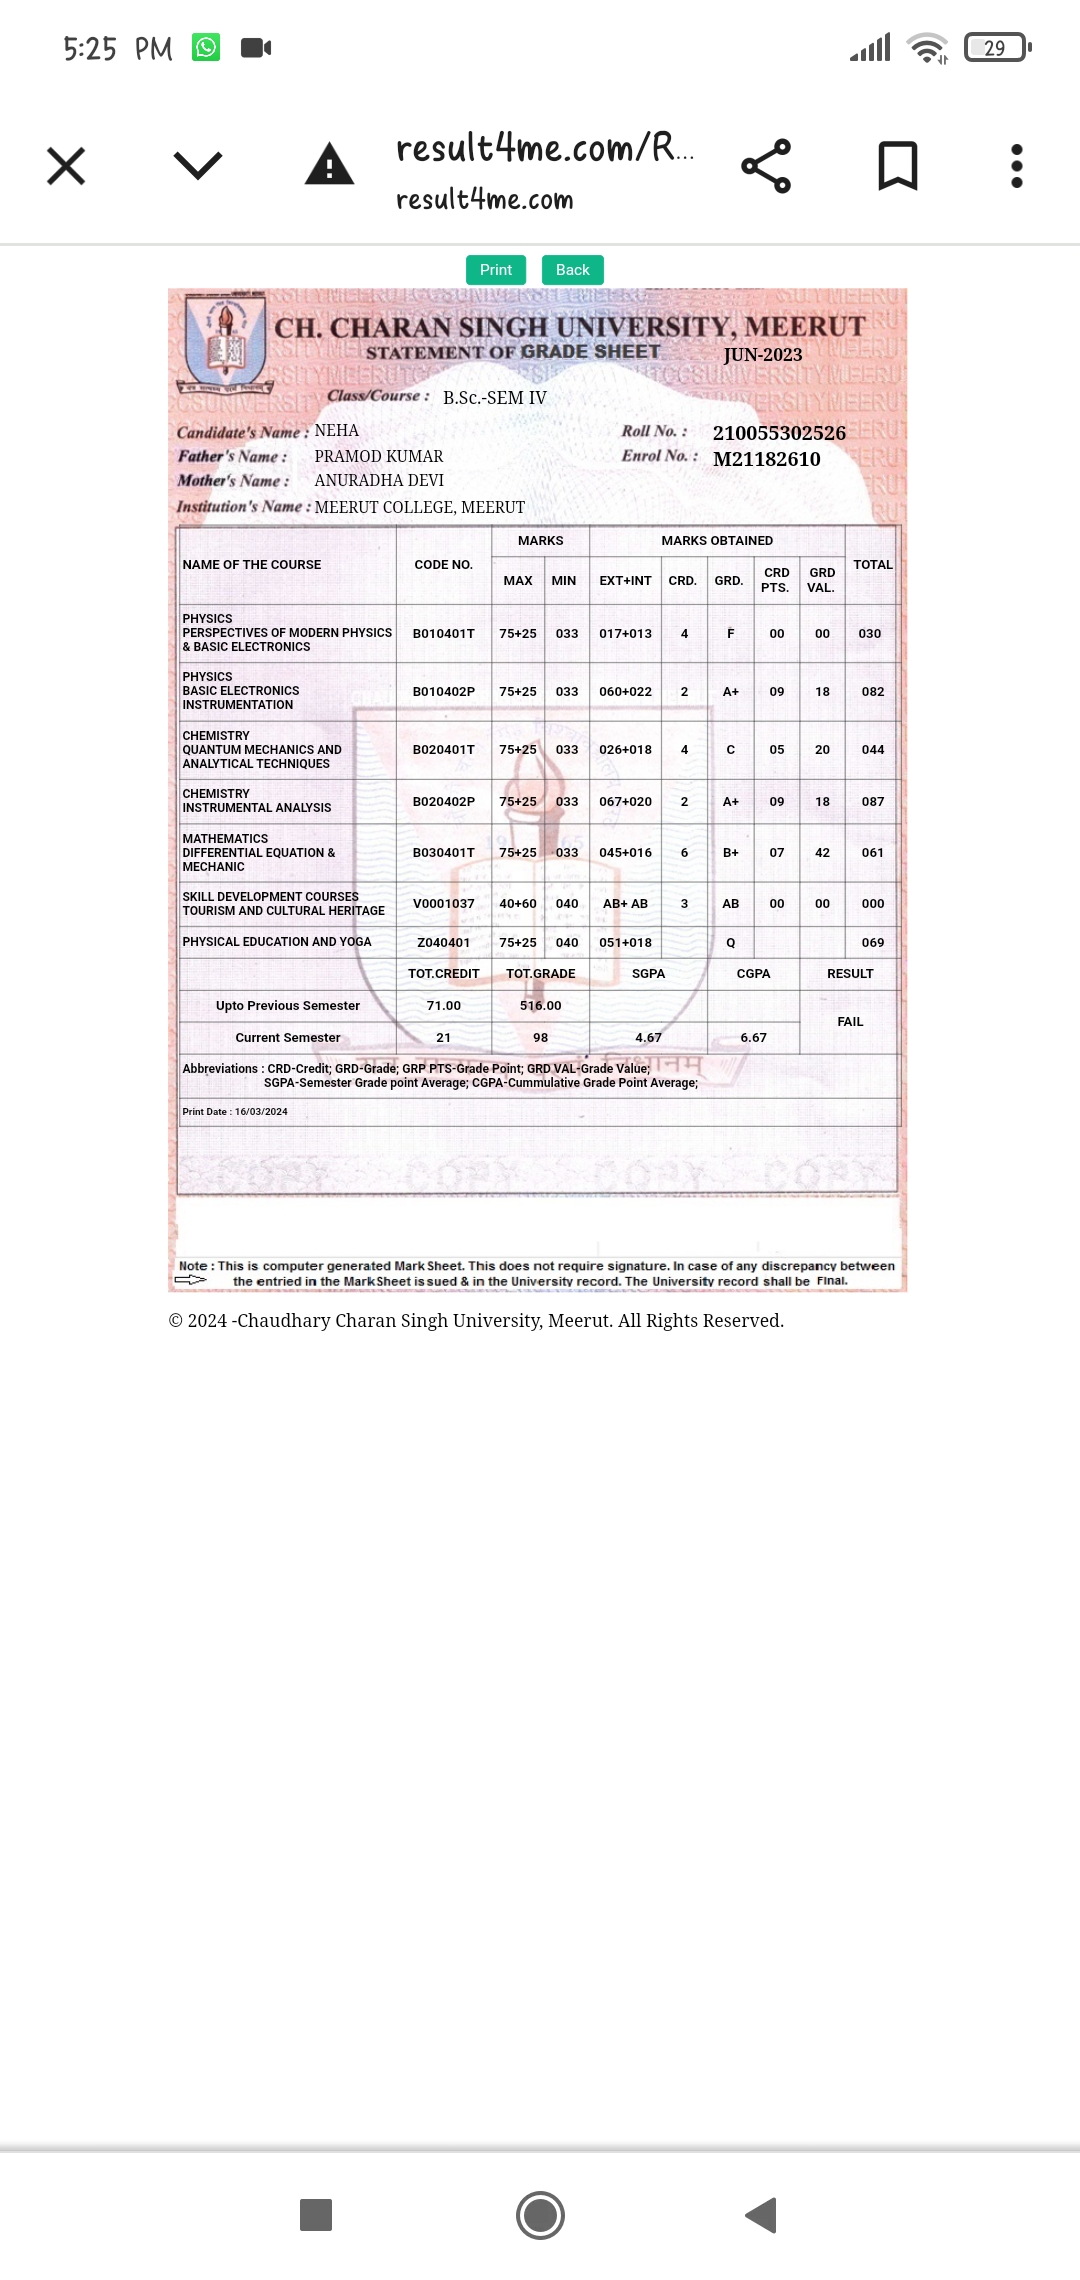 5:25 PM
29
result4me.com/R...
result4me.com
Print Back
CH. CHARAN SINGH UNIVERSITY, MEERUT
STATEMENT OF GRADE SHEET
JUN-2023
Class/Course : B.Sc.-SEM IV
Candidate's Name : NEHA
Roll No. : 210055302526
Father's Name : PRAMOD KUMAR
Enrol No. : M21182610
Mother's Name : ANURADHA DEVI
Institution's Name : MEERUT COLLEGE, MEERUT
NAME OF THE COURSE CODE NO. MARKS MARKS OBTAINED TOTAL
MAX MIN EXT+INT CRD. GRD. CRD PTS. GRD VAL.
PHYSICS
PERSPECTIVES OF MODERN PHYSICS B010401T 75+25 033 017+013 4 F 00 00 030
& BASIC ELECTRONICS
PHYSICS
BASIC ELECTRONICS B010402P 75+25 033 060+022 2 A+ 09 18 082
INSTRUMENTATION
CHEMISTRY
QUANTUM MECHANICS AND B020401T 75+25 033 026+018 4 C 05 20 044
ANALYTICAL TECHNIQUES
CHEMISTRY
INSTRUMENTAL ANALYSIS B020402P 75+25 033 067+020 2 A+ 09 18 087
MATHEMATICS
DIFFERENTIAL EQUATION & B030401T 75+25 033 045+016 6 B+ 07 42 061
MECHANIC
SKILL DEVELOPMENT COURSES
TOURISM AND CULTURAL HERITAGE V0001037 40+60 040 AB+ AB 3 AB 00 00 000
PHYSICAL EDUCATION AND YOGA Z040401 75+25 040 051+018 Q 069
TOT.CREDIT TOT.GRADE SGPA CGPA RESULT
Upto Previous Semester 71.00 516.00
FAIL
Current Semester 21 98 4.67 6.67
Abbreviations : CRD-Credit; GRD-Grade; GRP PTS-Grade Point; GRD VAL-Grade Value;
SGPA-Semester Grade point Average; CGPA-Cummulative Grade Point Average;
Print Date : 16/03/2024
COPY COPY COPY COPY
Note : This is computer generated Mark Sheet. This does not require signature. In case of any discrepancy between
the entried in the Mark Sheet issued & in the University record. The University record shall be Final.
© 2024 -Chaudhary Charan Singh University, Meerut. All Rights Reserved.